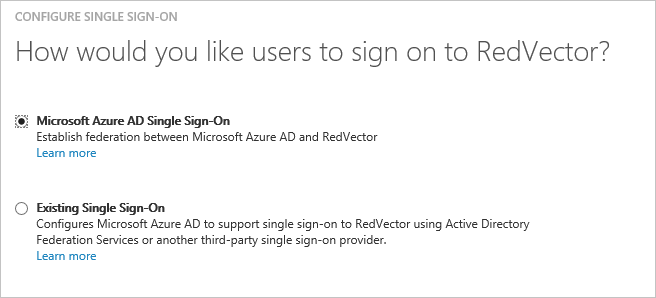 CONFIGURE SINGLE SIGN-ON
How would you like users to sign on to RedVector?
Microsoft Azure AD Single Sign-On
Establish federation between Microsoft Azure AD and RedVector
Learn more
Existing Single Sign-On
Configures Microsoft Azure AD to support single sign-on to RedVector using Active Directory
Federation Services or another third-party single sign-on provider.
Learn more